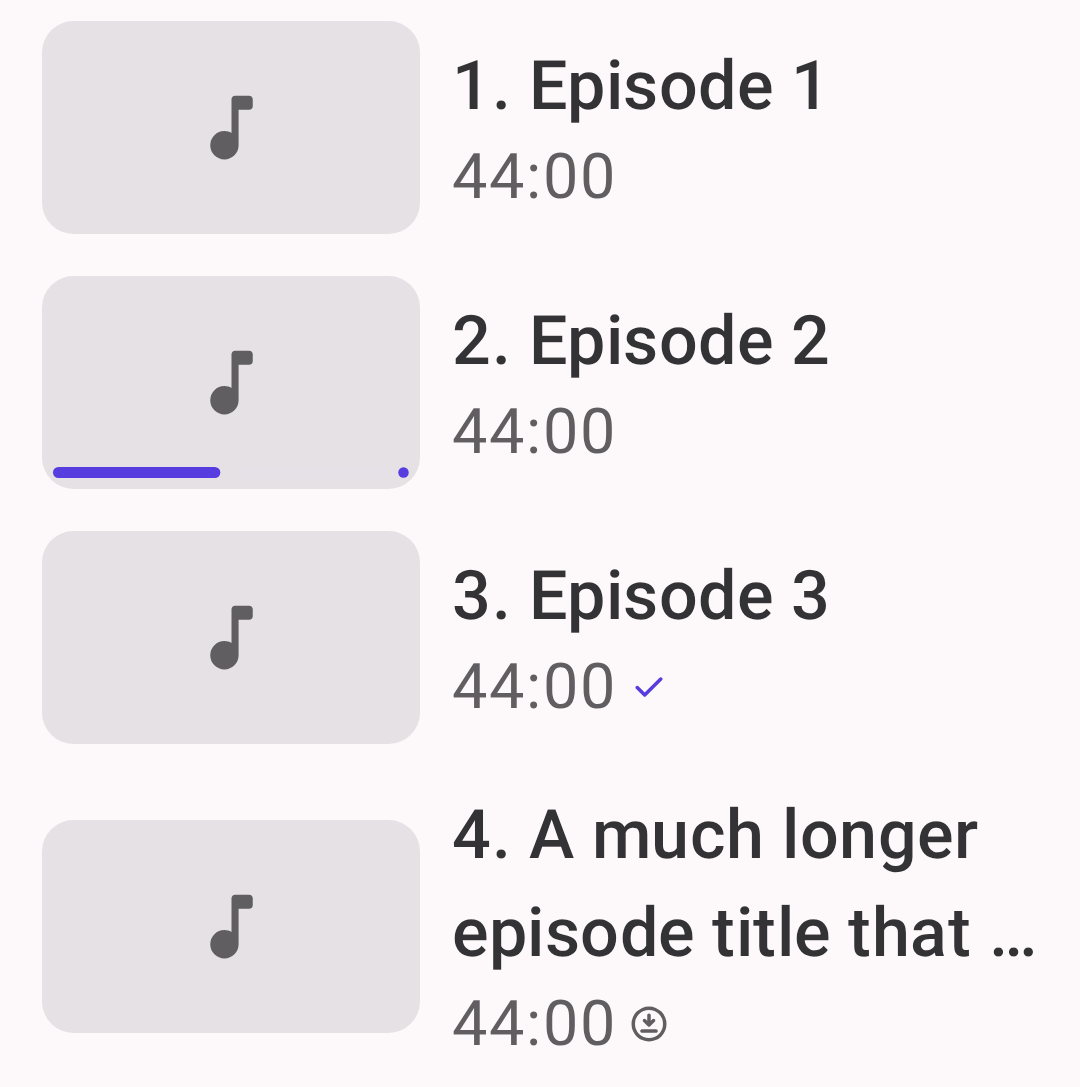 1. Episode 1
44:00
2. Episode 2
44:00
3. Episode 3
44:00
4. A much longer
episode title that …
44:00